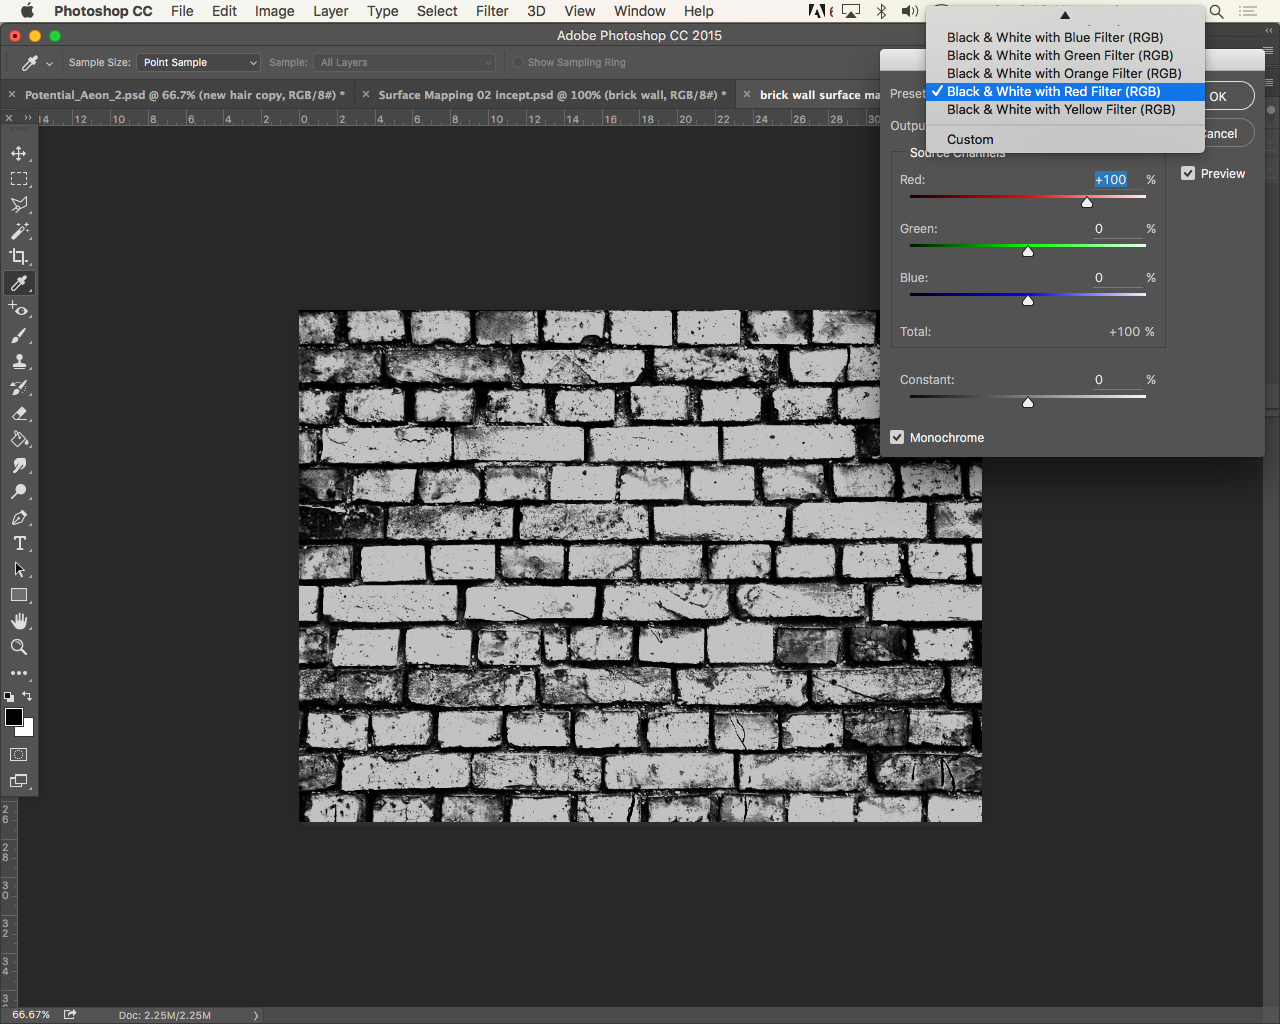 Photoshop CC File Edit Image Layer Type Select Filter 3D View Window Help
Adobe Photoshop CC 2015
Sample Size: Point Sample Sample: All Layers Show Sampling Ring
× Potential_Aeon_2.psd @ 66.7% (new hair copy, RGB/8#) * × Surface Mapping 02 incept.psd @ 100% (brick wall, RGB/8#) * × brick wall surface ma
14 12 10 8 6 4 2 0 2 4 6 8 10 12 14 16 18 20 22 24 26 28 30
Black & White with Blue Filter (RGB)
Black & White with Green Filter (RGB)
Black & White with Orange Filter (RGB)
✓ Black & White with Red Filter (RGB)
Black & White with Yellow Filter (RGB)
Custom
Preset
OK
Outpu
ancel
Source Channels
Preview
Red: +100 %
Green: 0 %
Blue: 0 %
Total: +100 %
Constant: 0 %
Monochrome
T
26
28
30
32
34
66.67% Doc: 2.25M/2.25M